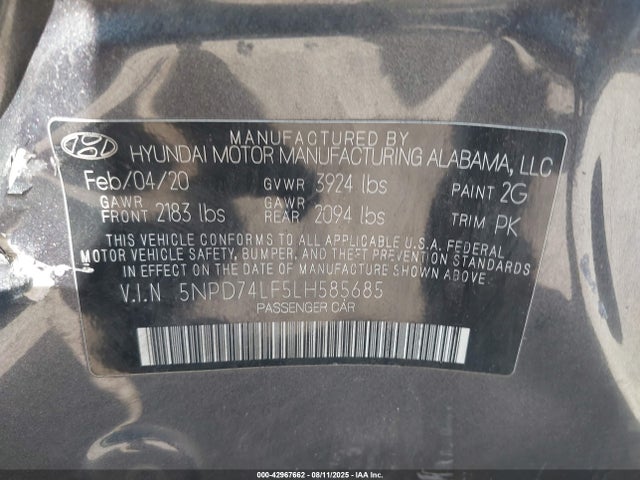 MANUFACTURED BY
HYUNDAI MOTOR MANUFACTURING ALABAMA, LLC
Feb/04/20 GVWR 3924 lbs PAINT 2G
GAWR FRONT 2183 lbs GAWR REAR 2094 lbs TRIM PK
THIS VEHICLE CONFORMS TO ALL APPLICABLE U.S.A. FEDERAL
MOTOR VEHICLE SAFETY, BUMPER, AND THEFT PREVENTION STANDARDS
IN EFFECT ON THE DATE OF MANUFACTURE SHOWN ABOVE.
V.I.N 5NPD74LF5LH585685
PASSENGER CAR
000-42967662 - 08/11/2025 - © IAA Inc.